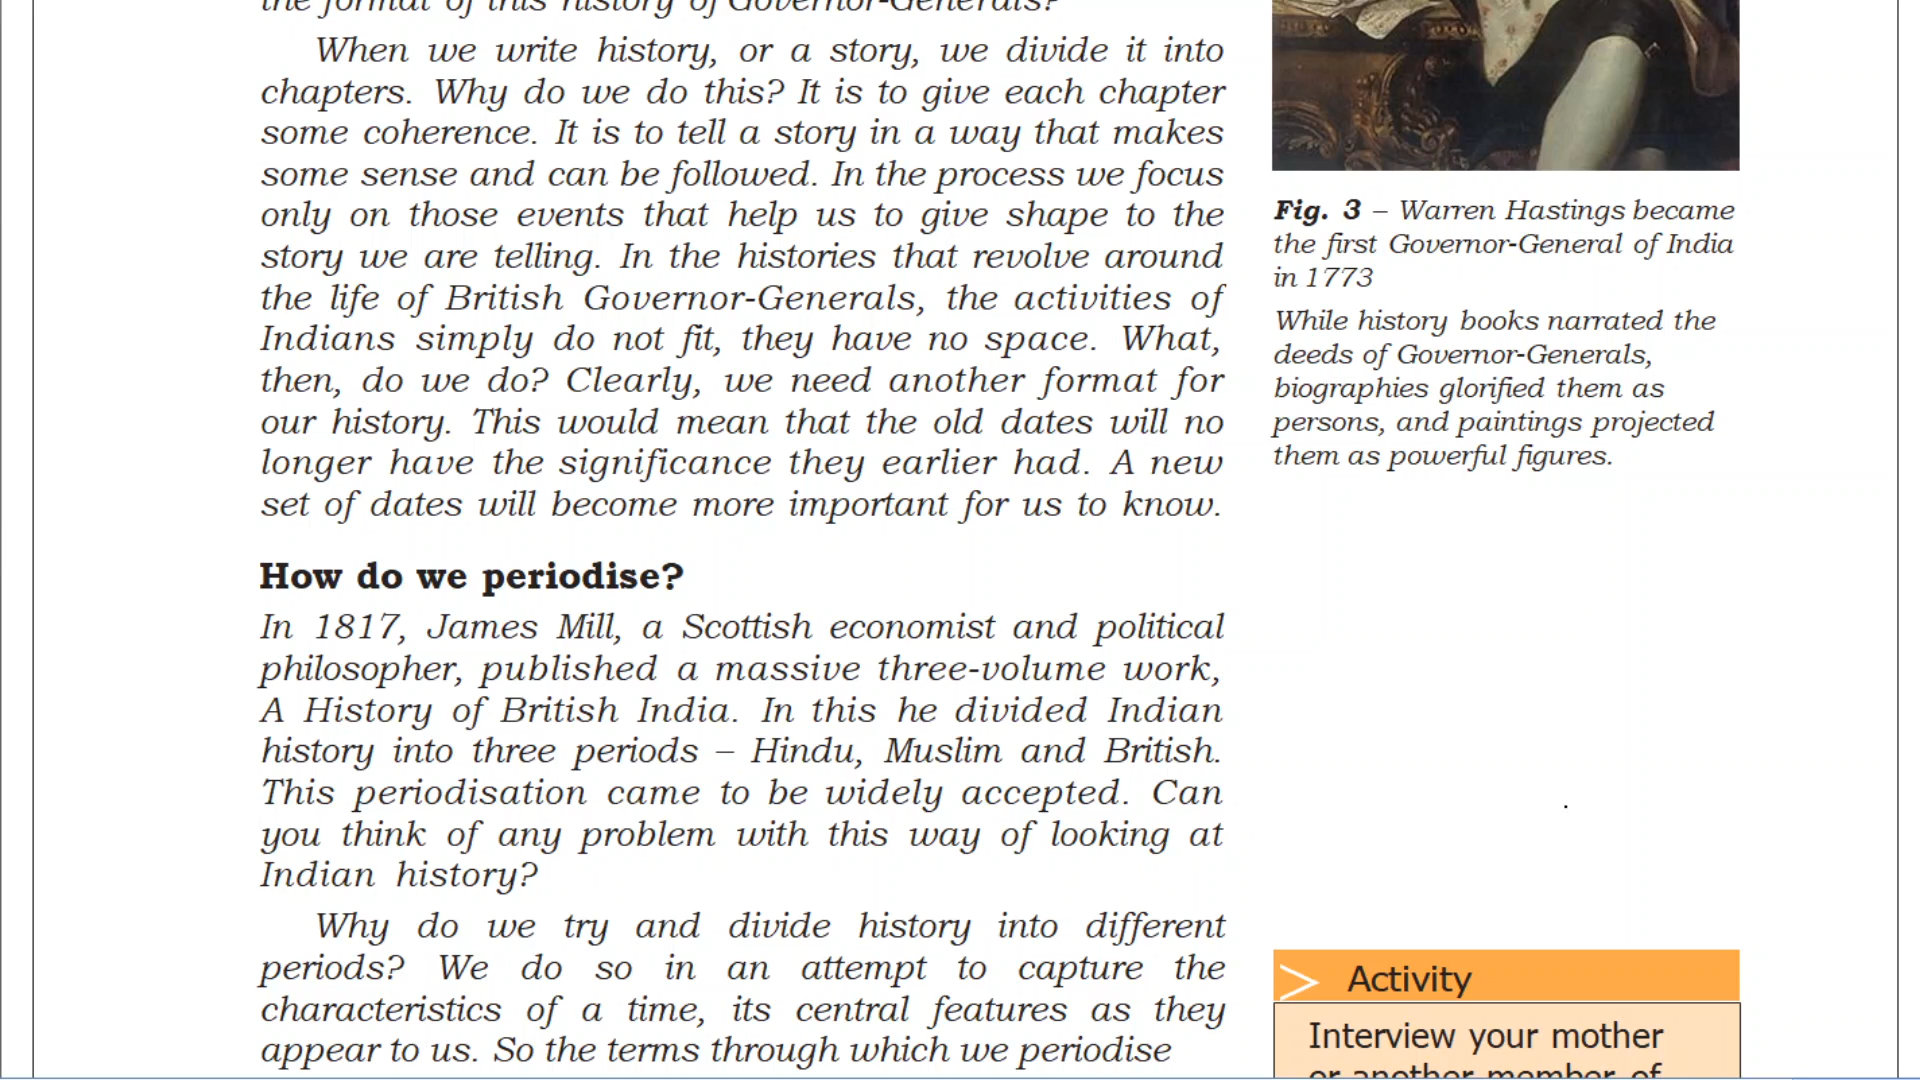 the format of this history of Governor-Generals?
When we write history, or a story, we divide it into
chapters. Why do we do this? It is to give each chapter
some coherence. It is to tell a story in a way that makes
some sense and can be followed. In the process we focus
only on those events that help us to give shape to the
story we are telling. In the histories that revolve around
the life of British Governor-Generals, the activities of
Indians simply do not fit, they have no space. What,
then, do we do? Clearly, we need another format for
our history. This would mean that the old dates will no
longer have the significance they earlier had. A new
set of dates will become more important for us to know.
How do we periodise?
In 1817, James Mill, a Scottish economist and political
philosopher, published a massive three-volume work,
A History of British India. In this he divided Indian
history into three periods – Hindu, Muslim and British.
This periodisation came to be widely accepted. Can
you think of any problem with this way of looking at
Indian history?
Why do we try and divide history into different
periods? We do so in an attempt to capture the
characteristics of a time, its central features as they
appear to us. So the terms through which we periodise
Fig. 3 – Warren Hastings became
the first Governor-General of India
in 1773
While history books narrated the
deeds of Governor-Generals,
biographies glorified them as
persons, and paintings projected
them as powerful figures.
Activity
Interview your mother
or another member of